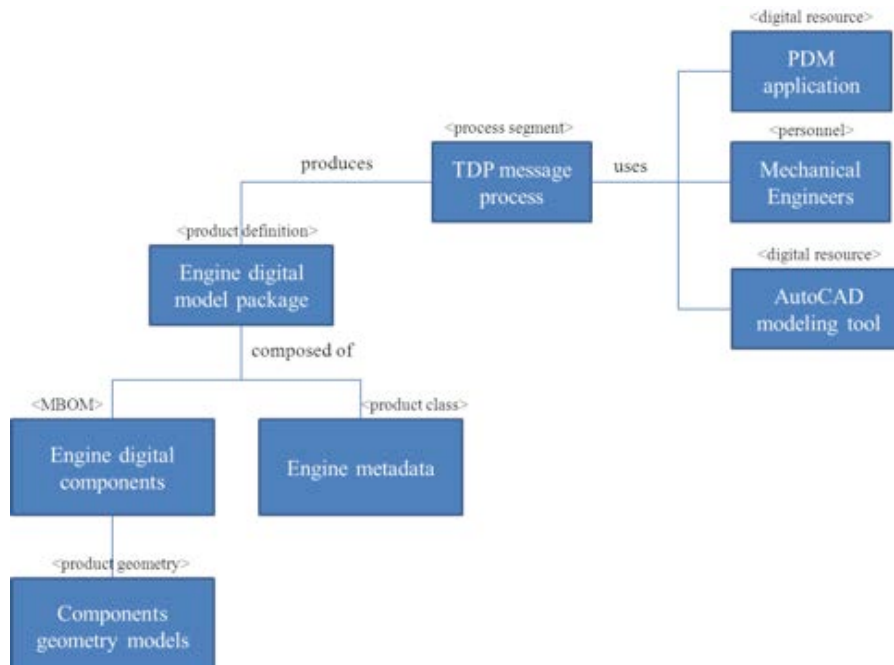 <digital resource>
PDM
application
<process segment>
<personnel>
produces
TDP message
process
uses
Mechanical
Engineers
<product definition>
Engine digital
model package
<digital resource>
AutoCAD
modeling tool
composed of
<MBOM>
<product class>
Engine digital
components
Engine metadata
<product geometry>
Components
geometry models